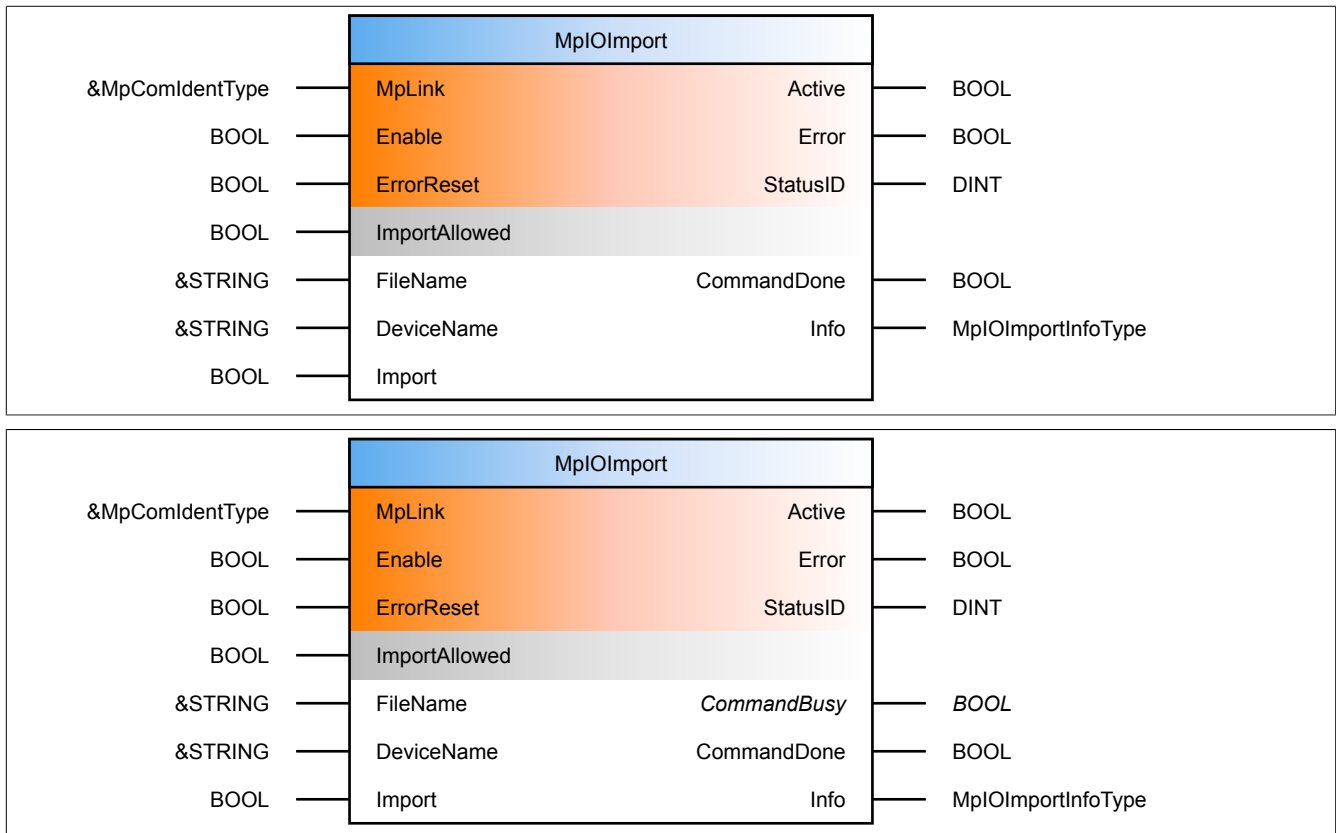 MpIOImport
&MpComIdentType MpLink Active BOOL
BOOL Enable Error BOOL
BOOL ErrorReset StatusID DINT
BOOL ImportAllowed
&STRING FileName CommandDone BOOL
&STRING DeviceName Info MpIOImportInfoType
BOOL Import
MpIOImport
&MpComIdentType MpLink Active BOOL
BOOL Enable Error BOOL
BOOL ErrorReset StatusID DINT
BOOL ImportAllowed
&STRING FileName CommandBusy BOOL
&STRING DeviceName CommandDone BOOL
BOOL Import Info MpIOImportInfoType